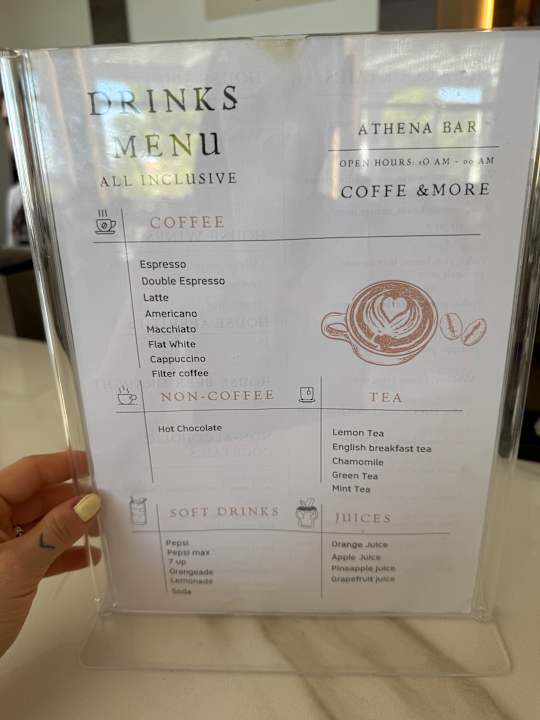 DRINKS
MENU
ALL INCLUSIVE
ATHENA BAR
OPEN HOURS: 10 AM - 00 AM
COFFE &MORE
COFFEE
Espresso
Double Espresso
Latte
Americano
Macchiato
Flat White
Cappuccino
Filter coffee
NON-COFFEE
Hot Chocolate
TEA
Lemon Tea
English breakfast tea
Chamomile
Green Tea
Mint Tea
SOFT DRINKS
Pepsi
Pepsi max
7 up
Orangeade
Lemonade
Soda
JUICES
Orange Juice
Apple Juice
Pineapple Juice
Grapefruit juice